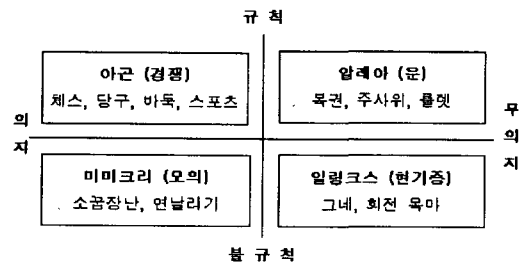 규 칙
아곤 (경쟁)
체스, 당구, 바둑, 스포츠
알레아 (운)
복권, 주사위, 룰렛
의
지
무
의
지
미미크리 (모의)
소꿉장난, 연날리기
일링크스 (현기증)
그네, 회전 목마
불 규 칙